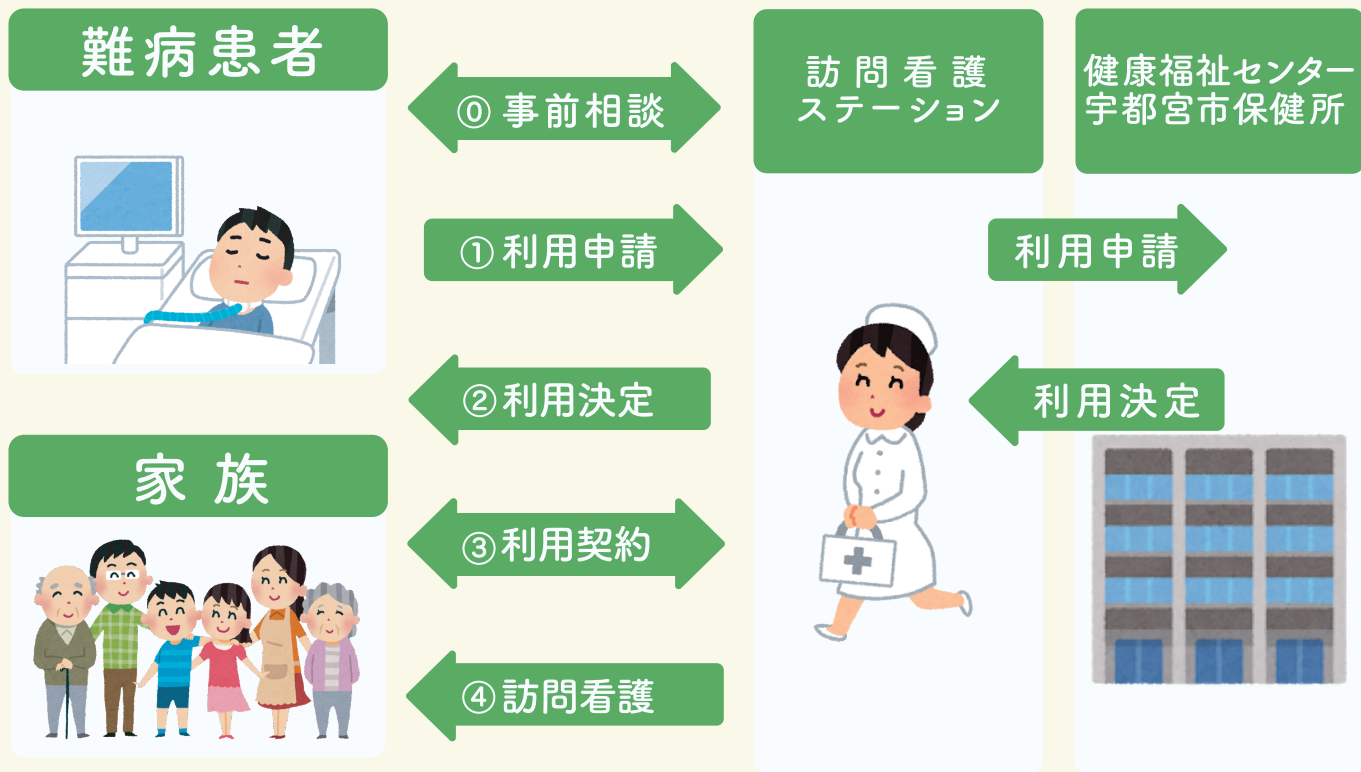 難病患者
訪問看護
ステーション
健康福祉センター
宇都宮市保健所
⓪ 事前相談
① 利用申請
利用申請
② 利用決定
利用決定
家族
③ 利用契約
④ 訪問看護